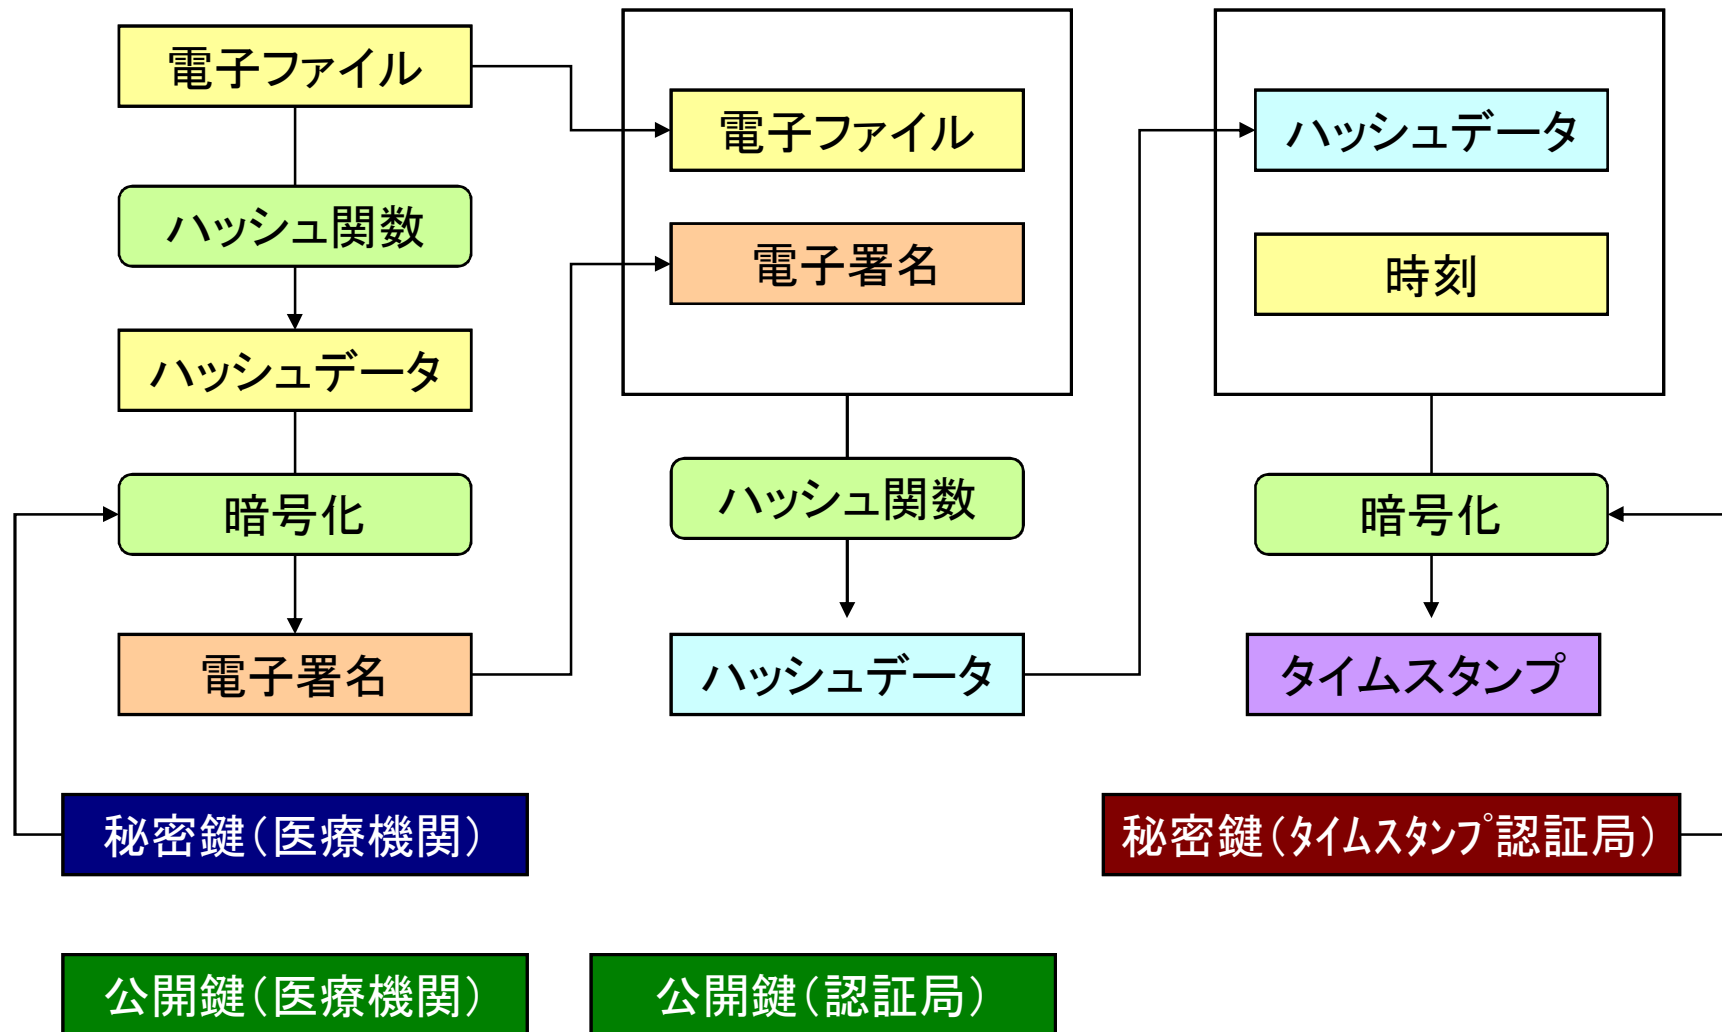 電子ファイル
ハッシュ関数
ハッシュデータ
暗号化
電子署名
電子ファイル
電子署名
ハッシュ関数
ハッシュデータ
ハッシュデータ
時刻
暗号化
タイムスタンプ
秘密鍵(医療機関)
秘密鍵(ﾀｲﾑｽﾀﾝﾌﾟ認証局)
公開鍵(医療機関)
公開鍵(認証局)